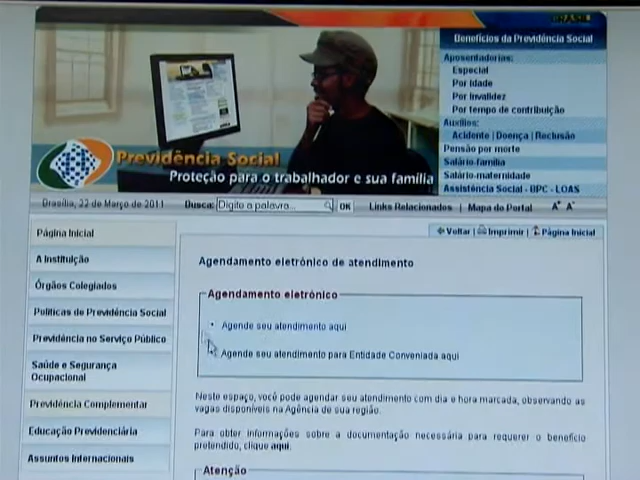 BRASIL
Benefícios da Previdência Social
Aposentadorias:
Especial
Por Idade
Por Invalidez
Por tempo de contribuição
Auxílios:
Acidente | Doença | Reclusão
Pensão por morte
Salário-família
Salário-maternidade
Assistência Social - BPC - LOAS
Previdência Social
Proteção para o trabalhador e sua família
Brasília, 22 de Março de 2011
Busca: Digite a palavra... OK
Links Relacionados | Mapa do Portal A+ A-
Voltar | Imprimir | Página Inicial
Página Inicial
A Instituição
Órgãos Colegiados
Políticas de Previdência Social
Previdência no Serviço Público
Saúde e Segurança
Ocupacional
Previdência Complementar
Educação Previdenciária
Assuntos Internacionais
Agendamento eletrônico de atendimento
Agendamento eletrônico
• Agende seu atendimento aqui
Agende seu atendimento para Entidade Conveniada aqui
Neste espaço, você pode agendar seu atendimento com dia e hora marcada, observando as
vagas disponíveis na Agência de sua região.
Para obter informações sobre a documentação necessária para requerer o benefício
pretendido, clique aqui.
Atenção